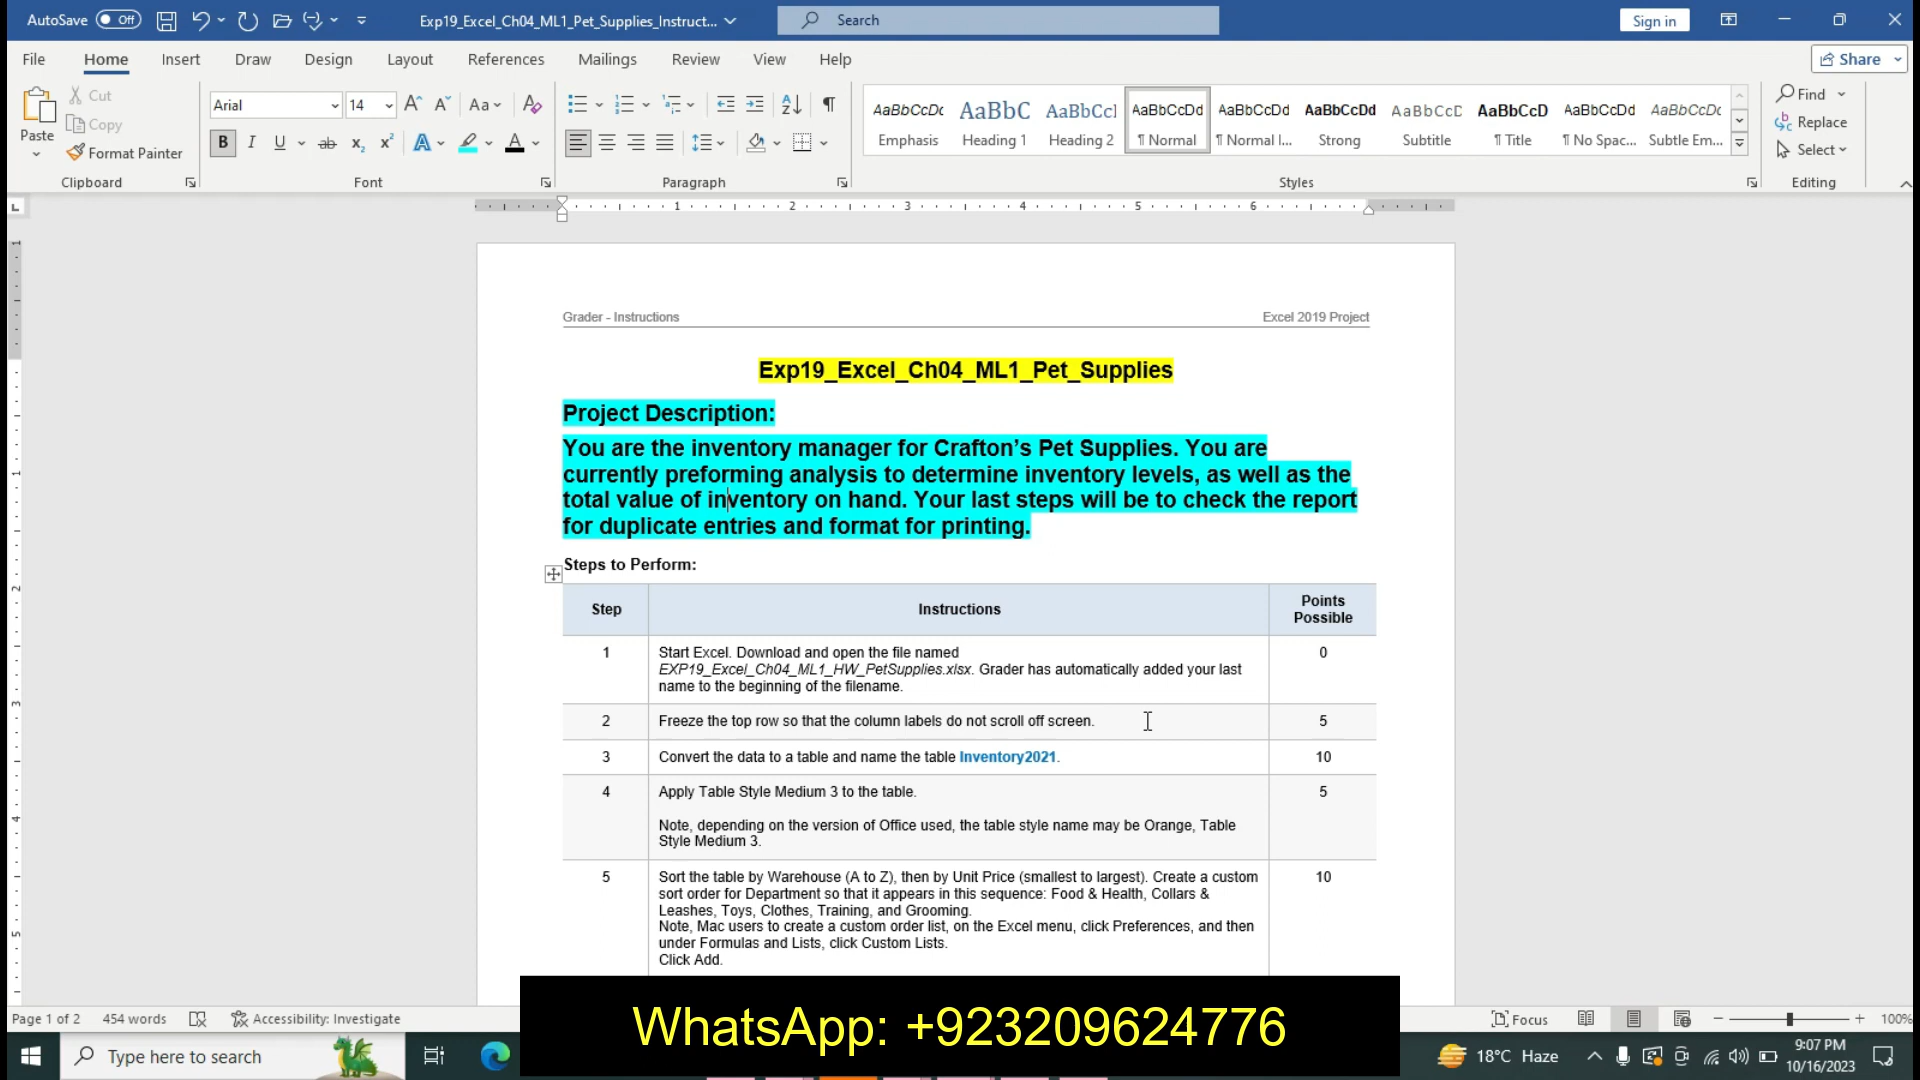 AutoSave Off Exp19_Excel_Ch04_ML1_Pet_Supplies_Instruct... Search Sign in
File Home Insert Draw Design Layout References Mailings Review View Help Share
Paste Cut Copy Format Painter
Arial 14
AaBbCcDc AaBbC AaBbCcI AaBbCcDd AaBbCcDd AaBbCcDd AaBbCcD AaBbCcD AaBbCcDd AaBbCcDc
Emphasis Heading 1 Heading 2 ¶ Normal ¶ Normal I... Strong Subtitle ¶ Title ¶ No Spac... Subtle Em...
Find
Replace
Select
Clipboard Font Paragraph Styles Editing
1 2 3 4 5 6
Grader - Instructions Excel 2019 Project
Exp19_Excel_Ch04_ML1_Pet_Supplies
Project Description:
You are the inventory manager for Crafton’s Pet Supplies. You are
currently preforming analysis to determine inventory levels, as well as the
total value of inventory on hand. Your last steps will be to check the report
for duplicate entries and format for printing.
Steps to Perform:
Step Instructions Points Possible
1 Start Excel. Download and open the file named 0
EXP19_Excel_Ch04_ML1_HW_PetSupplies.xlsx. Grader has automatically added your last
name to the beginning of the filename.
2 Freeze the top row so that the column labels do not scroll off screen. 5
3 Convert the data to a table and name the table Inventory2021. 10
4 Apply Table Style Medium 3 to the table. 5
Note, depending on the version of Office used, the table style name may be Orange, Table
Style Medium 3.
5 Sort the table by Warehouse (A to Z), then by Unit Price (smallest to largest). Create a custom 10
sort order for Department so that it appears in this sequence: Food & Health, Collars &
Leashes, Toys, Clothes, Training, and Grooming.
Note, Mac users to create a custom order list, on the Excel menu, click Preferences, and then
under Formulas and Lists, click Custom Lists.
Click Add.
WhatsApp: +923209624776
Page 1 of 2 454 words Accessibility: Investigate Focus 100%
Type here to search 18°C Haze 9:07 PM
10/16/2023